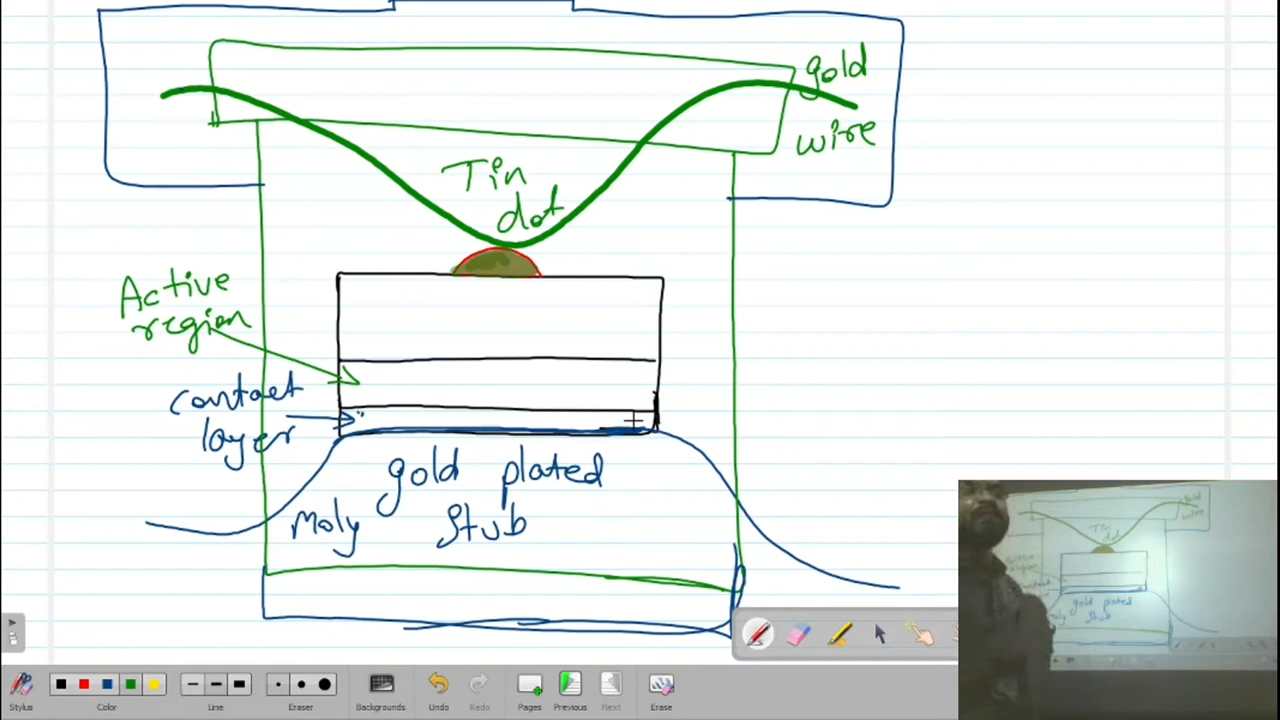 gold
wire
Tin
dot
Active
region
contact
layer
gold plated
Moly stub
Stylus
Color
Line
Eraser
Backgrounds
Undo
Redo
Pages
Previous
Next
Erase